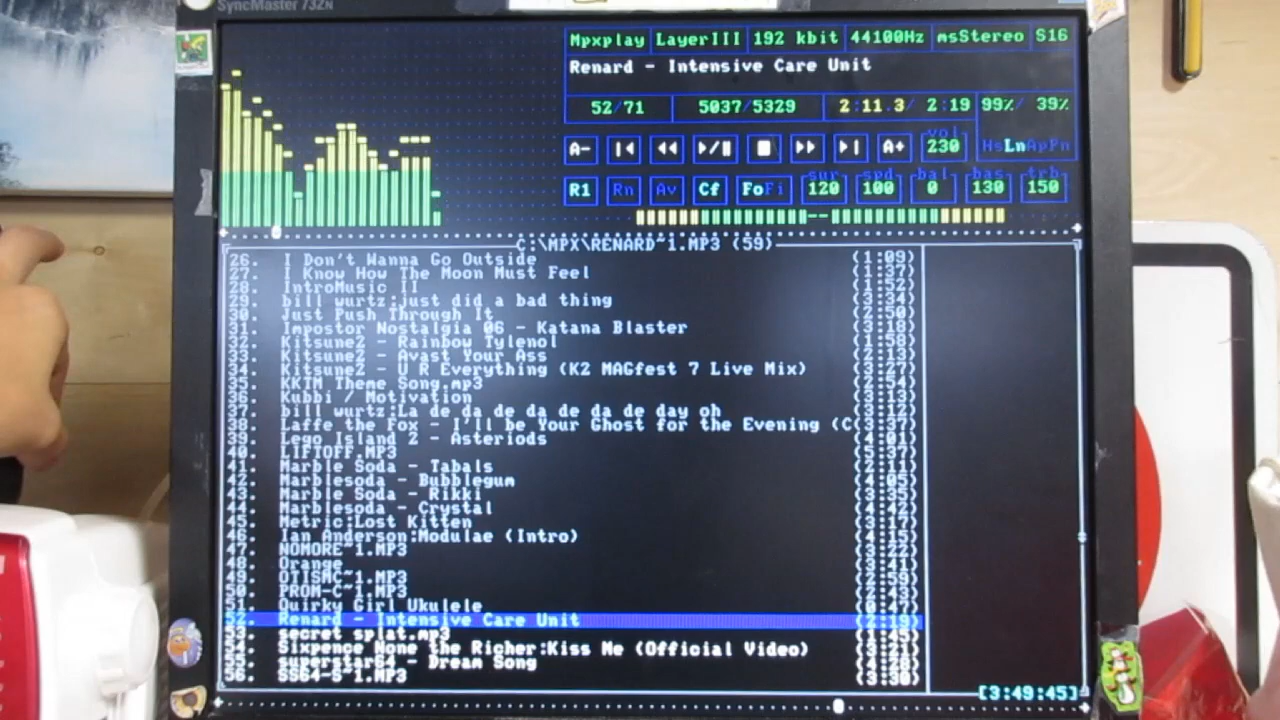 SyncMaster 732N
Mpxplay LayerIII 192 kbit 44100Hz msStereo S16
Renard - Intensive Care Unit
52/71 5037/5329 2:11.3/ 2:19 99%/ 39%
A- A+ vol 230 HsLnApPn
R1 Rn Av Cf FoFi sur 120 spd 100 bal 0 bas 130 trb 150
C:\MPX\RENARD~1.MP3 (59)
26. I Don't Wanna Go Outside (1:09)
27. I Know How The Moon Must Feel (1:37)
28. IntroMusic II (1:52)
29. bill wurtz:just did a bad thing (3:34)
30. Just Push Through It (2:50)
31. Impostor Nostalgia 06 - Katana Blaster (3:18)
32. Kitsune2 - Rainbow Tylenol (1:58)
33. Kitsune2 - Avast Your Ass (2:13)
34. Kitsune2 - U R Everything (K2 MAGfest 7 Live Mix) (3:27)
35. KKTM Theme Song.mp3 (2:54)
36. Kubbi / Motivation (3:13)
37. bill wurtz:La de da de da de da de day oh (3:12)
38. Laffe the Fox - I'll be Your Ghost for the Evening (C(3:37)
39. Lego Island 2 - Asteriods (4:01)
40. LIFTOFF.MP3 (5:37)
41. Marble Soda - Tabals (2:11)
42. Marblesoda - Bubblegum (4:05)
43. Marble Soda - Rikki (3:35)
44. Marblesoda - Crystal (4:42)
45. Metric:Lost Kitten (3:17)
46. Ian Anderson:Modulae (Intro) (4:15)
47. NOMORE~1.MP3 (3:22)
48. Orange (3:41)
49. OTISMC~1.MP3 (2:59)
50. PROM-C~1.MP3 (2:43)
51. Quirky Girl Ukulele (0:47)
52. Renard - Intensive Care Unit (2:19)
53. secret splat.mp3 (1:45)
54. Sixpence None the Richer:Kiss Me (Official Video) (3:21)
55. superstar64 - Dream Song (4:28)
56. SS64-S~1.MP3 (3:30)
[3:49:45]